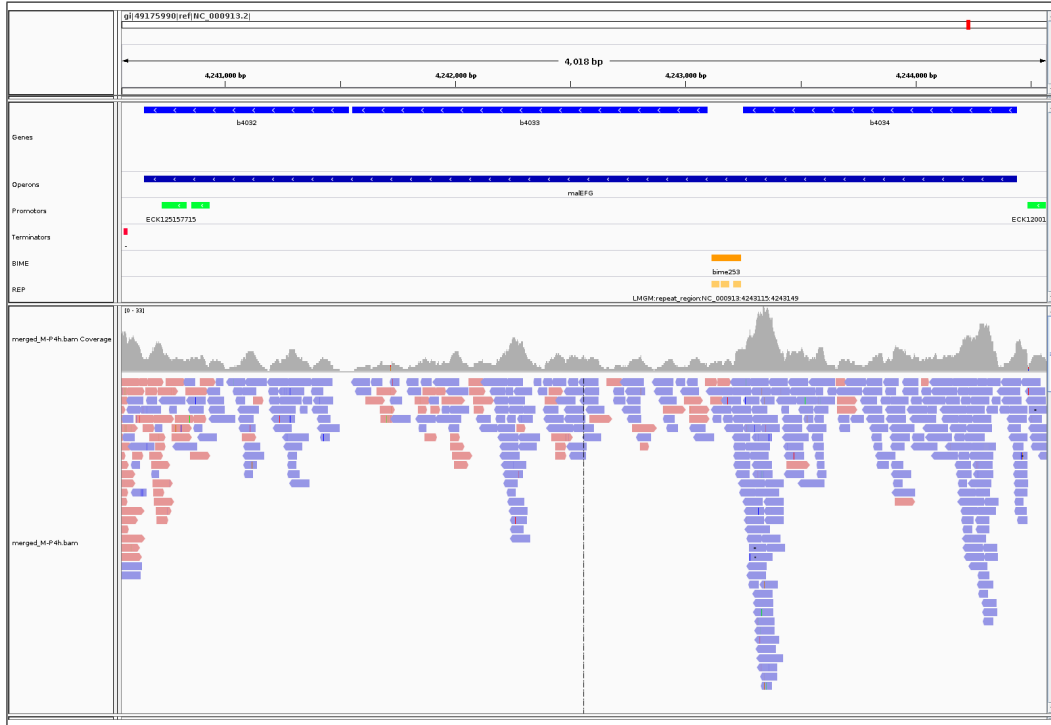 gi|49175990|ref|NC_000913.2|
4,018 bp
4,241,000 bp 4,242,000 bp 4,243,000 bp 4,244,000 bp
b4032 b4033 b4034
Genes
Operons
malEFG
Promotors
ECK125157715 ECK12001
Terminators
BIME
bime253
REP
LMGM:repeat_region:NC_000913:4243115:4243149
[0 - 33]
merged_M-P4h.bam Coverage
merged_M-P4h.bam